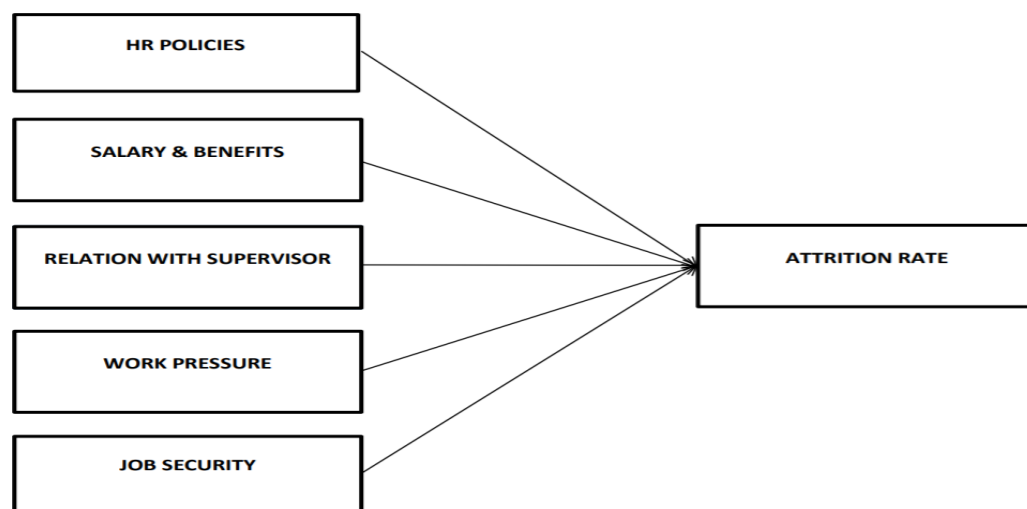 HR POLICIES
SALARY & BENEFITS
RELATION WITH SUPERVISOR
ATTRITION RATE
WORK PRESSURE
JOB SECURITY